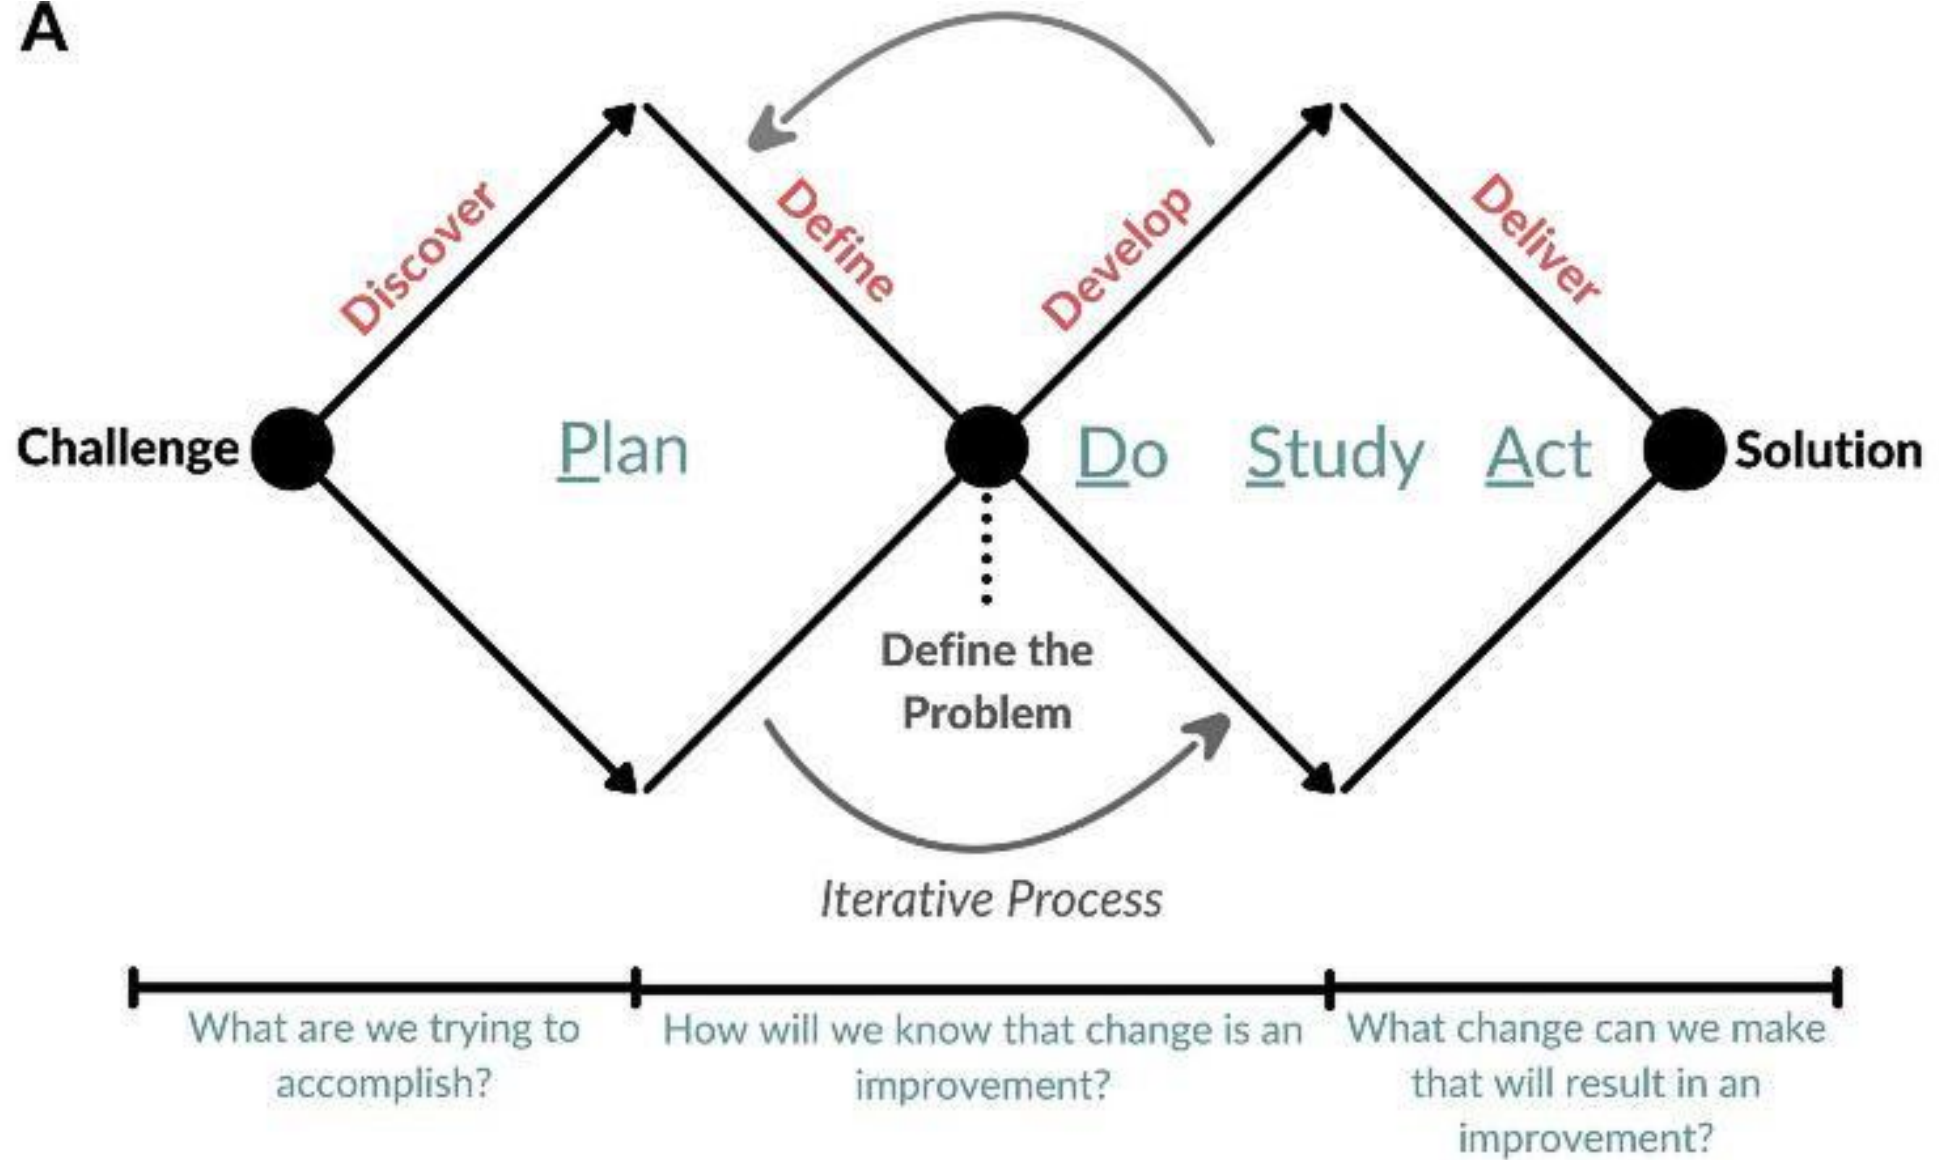 A
Discover
Define
Develop
Deliver
Challenge
Plan
Do Study Act
Solution
Define the
Problem
Iterative Process
What are we trying to
accomplish?
How will we know that change is an
improvement?
What change can we make
that will result in an
improvement?